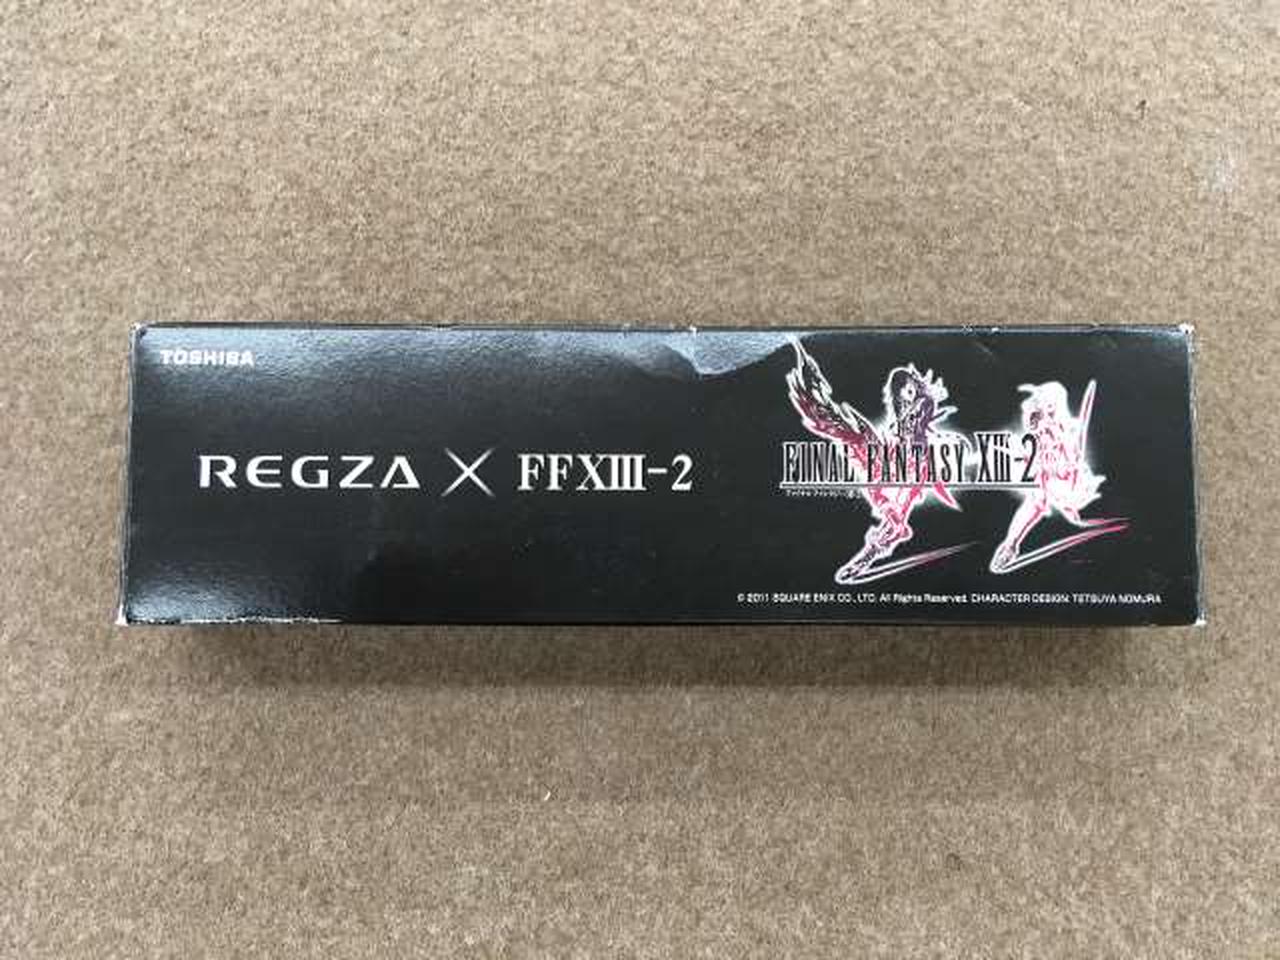 TOSHIBA
REGZA × FFXIII-2
FINAL FANTASY XIII-2
© 2011 SQUARE ENIX CO., LTD. All Rights Reserved. CHARACTER DESIGN: TETSUYA NOMURA